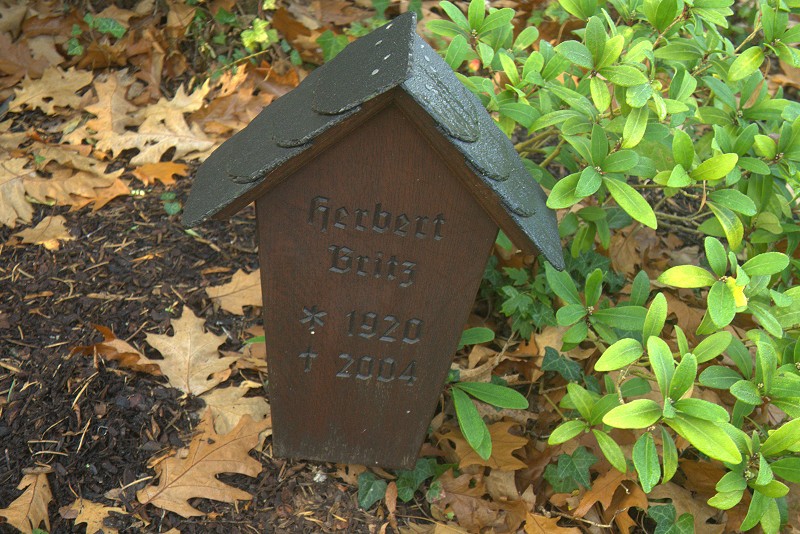 Herbert
Britz
* 1920
† 2004